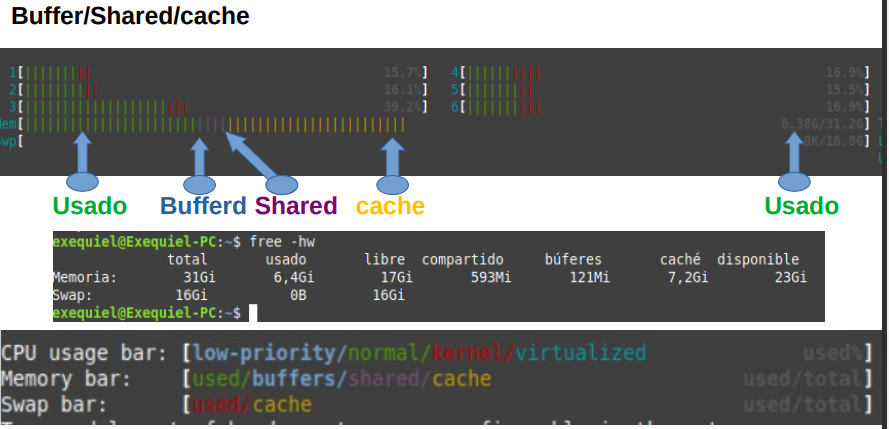 Buffer/Shared/cache
1[||||||||| 15.7%] 4[||||||||||| 16.9%]
2[|||||||||| 16.1%] 5[|||||||||| 15.5%]
3[|||||||||||||||||||||||| 39.2%] 6[||||||||||| 16.9%]
em[|||||||||||||||||||||||||||||||||||||||||||||||| 6.38G/31.2G]
wp[ 0K/16.8G]
Usado Bufferd Shared cache Usado
exequiel@Exequiel-PC:~$ free -hw
total usado libre compartido búferes caché disponible
Memoria: 31Gi 6,4Gi 17Gi 593Mi 121Mi 7,2Gi 23Gi
Swap: 16Gi 0B 16Gi
exequiel@Exequiel-PC:~$
CPU usage bar: [low-priority/normal/kernel/virtualized used%]
Memory bar: [used/buffers/shared/cache used/total]
Swap bar: [used/cache used/total]